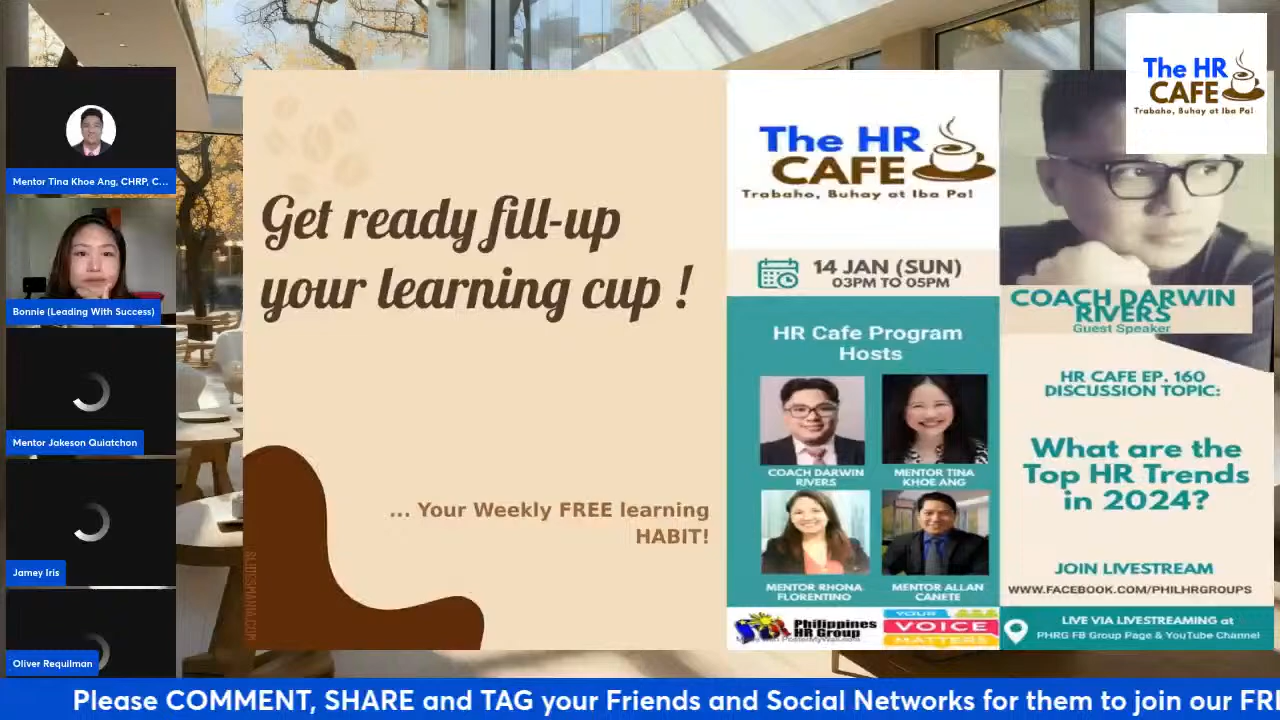 The HR
CAFE
Trabaho, Buhay at Iba Pa!
Mentor Tina Khoe Ang, CHRP, C...
Bonnie (Leading With Success)
Mentor Jakeson Quiatchon
Jamey Iris
Oliver Requilman
Get ready fill-up
your learning cup !
... Your Weekly FREE learning
HABIT!
SLIDESMANIA.COM
The HR
CAFE
Trabaho, Buhay at Iba Pa!
14 JAN (SUN)
03PM TO 05PM
HR Cafe Program
Hosts
COACH DARWIN
RIVERS
MENTOR TINA
KHOE ANG
MENTOR RHONA
FLORENTINO
MENTOR ALLAN
CANETE
Philippines
HR Group
YOUR
VOICE
MATTERS
COACH DARWIN
RIVERS
Guest Speaker
HR CAFE EP. 160
DISCUSSION TOPIC:
What are the
Top HR Trends
in 2024?
JOIN LIVESTREAM
WWW.FACEBOOK.COM/PHILHRGROUPS
LIVE VIA LIVESTREAMING at
PHRG FB Group Page & YouTube Channel
Please COMMENT, SHARE and TAG your Friends and Social Networks for them to join our FRE